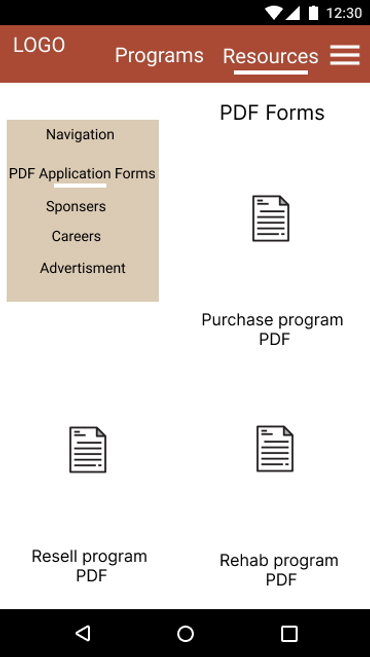 12:30
LOGO
Programs
Resources
PDF Forms
Navigation
PDF Application Forms
Sponsers
Careers
Advertisment
Purchase program
PDF
Resell program
PDF
Rehab program
PDF